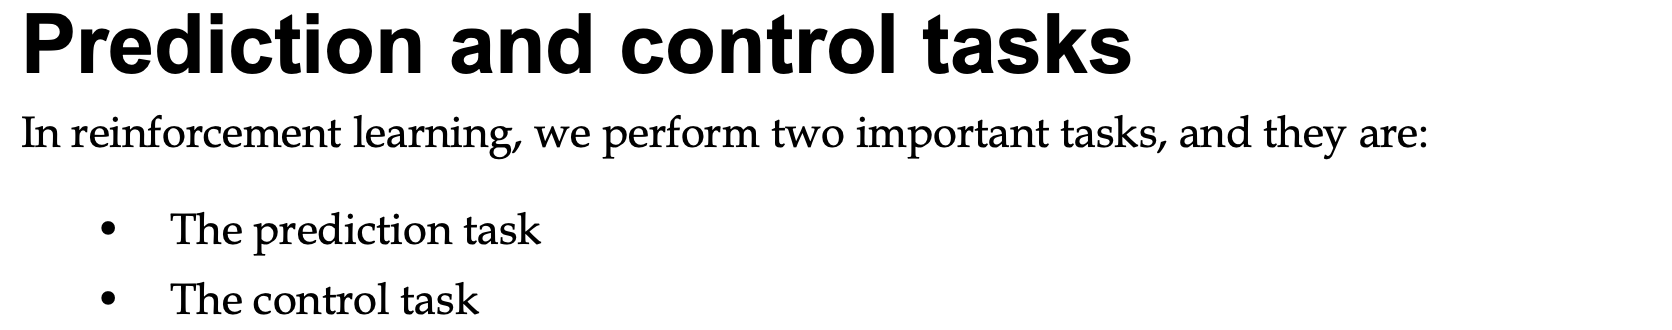 Prediction and control tasks
In reinforcement learning, we perform two important tasks, and they are:
• The prediction task
• The control task